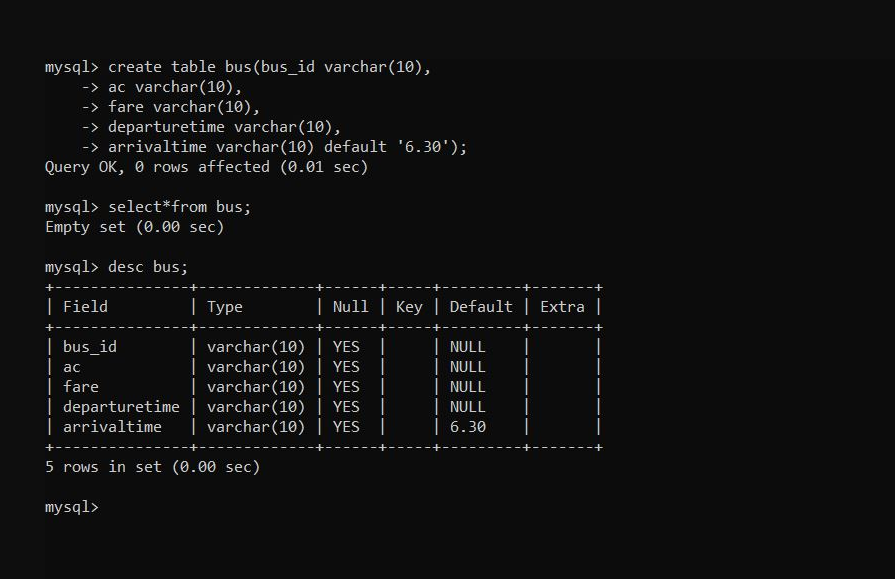 mysql> create table bus(bus_id varchar(10),
    -> ac varchar(10),
    -> fare varchar(10),
    -> departuretime varchar(10),
    -> arrivaltime varchar(10) default '6.30');
Query OK, 0 rows affected (0.01 sec)

mysql> select*from bus;
Empty set (0.00 sec)

mysql> desc bus;
+---------------+-------------+------+-----+---------+-------+
| Field         | Type        | Null | Key | Default | Extra |
+---------------+-------------+------+-----+---------+-------+
| bus_id        | varchar(10) | YES  |     | NULL    |       |
| ac            | varchar(10) | YES  |     | NULL    |       |
| fare          | varchar(10) | YES  |     | NULL    |       |
| departuretime | varchar(10) | YES  |     | NULL    |       |
| arrivaltime   | varchar(10) | YES  |     | 6.30    |       |
+---------------+-------------+------+-----+---------+-------+
5 rows in set (0.00 sec)

mysql>